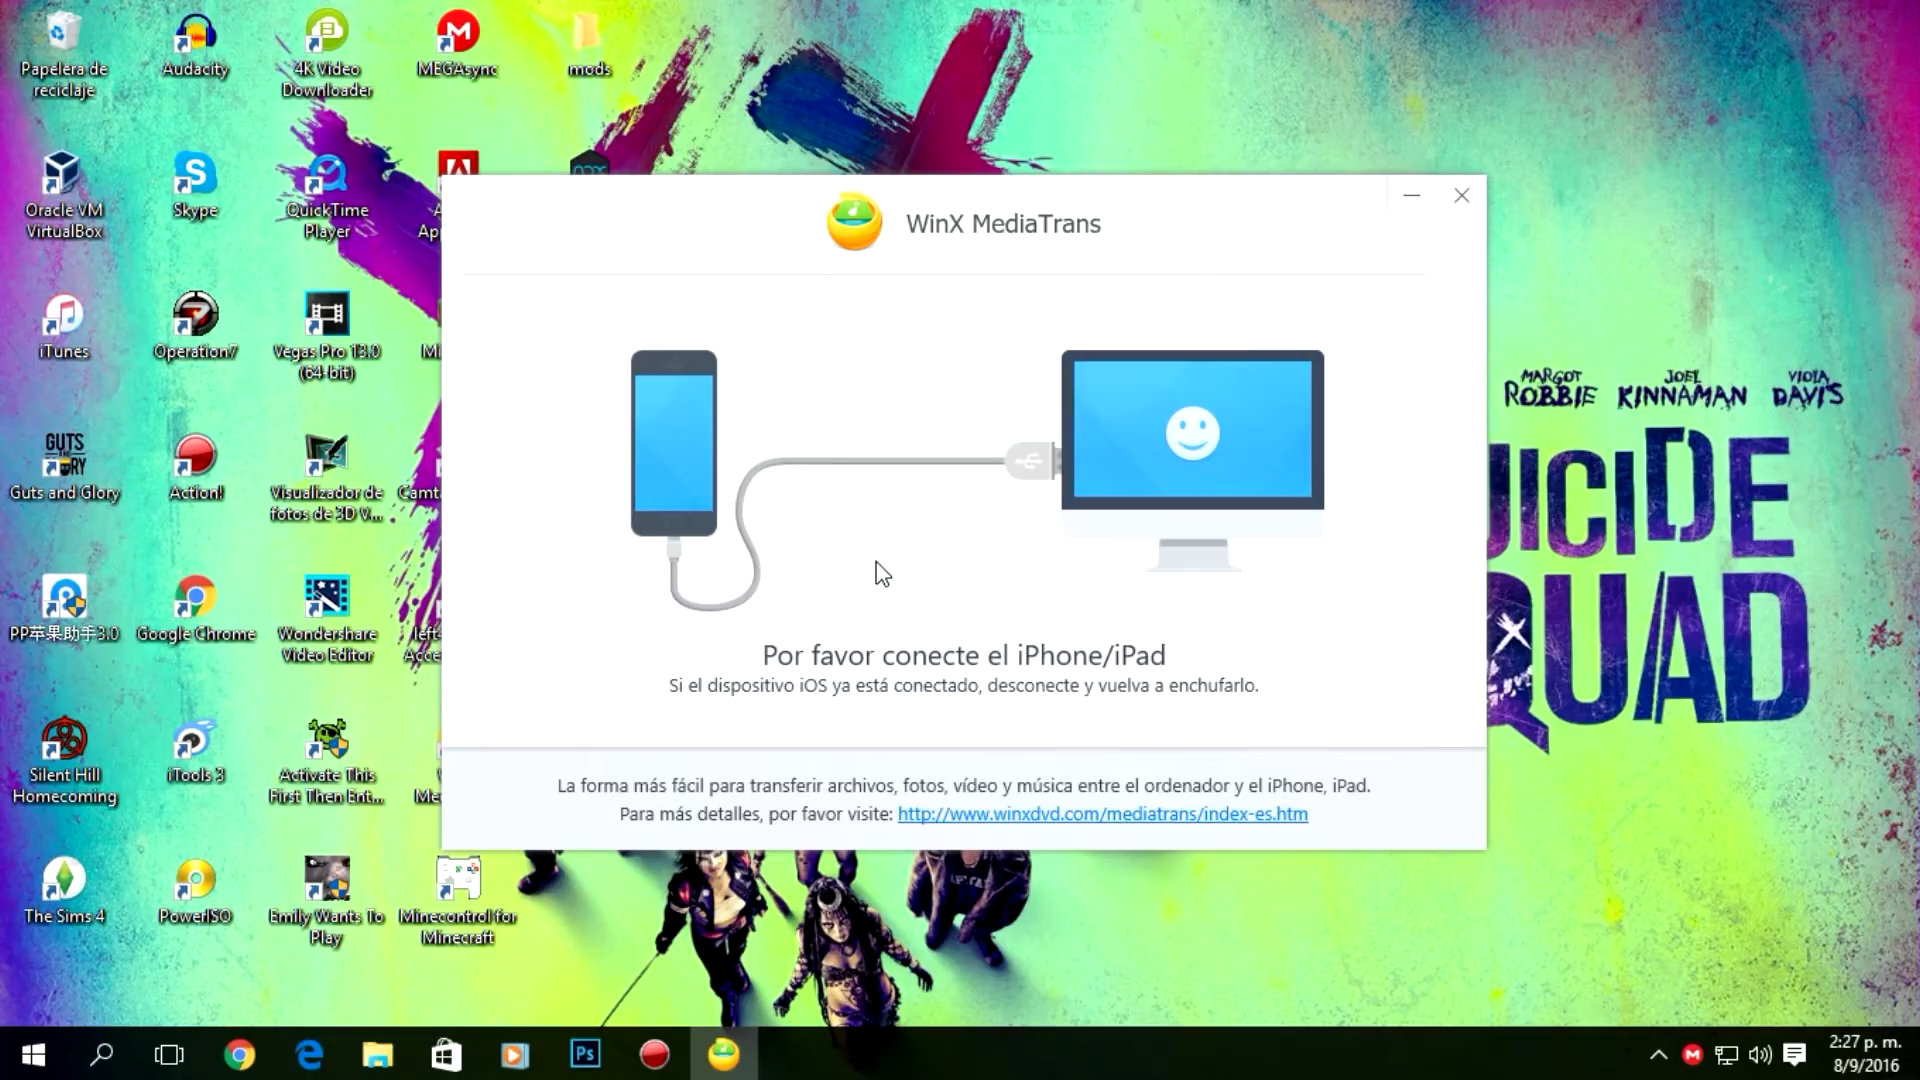 Papelera de
reciclaje
Audacity
4K Video
Downloader
MEGAsync
mods
Oracle VM
VirtualBox
Skype
QuickTime
Player
iTunes
Operation7
Vegas Pro 13.0
(64-bit)
GUTS
Guts and Glory
Action!
Visualizador de
fotos de 3D V...
PP苹果助手3.0
Google Chrome
Wondershare
Video Editor
Silent Hill
Homecoming
iTools 3
Activate This
First Then Ent...
The Sims 4
PowerISO
Emily Wants To
Play
Minecontrol for
Minecraft
WinX MediaTrans
Por favor conecte el iPhone/iPad
Si el dispositivo iOS ya está conectado, desconecte y vuelva a enchufarlo.
La forma más fácil para transferir archivos, fotos, vídeo y música entre el ordenador y el iPhone, iPad.
Para más detalles, por favor visite: http://www.winxdvd.com/mediatrans/index-es.htm
MARGOT
ROBBIE
JOEL
KINNAMAN
VIOLA
DAVIS
UICIDE
QUAD
Ps
2:27 p. m.
8/9/2016